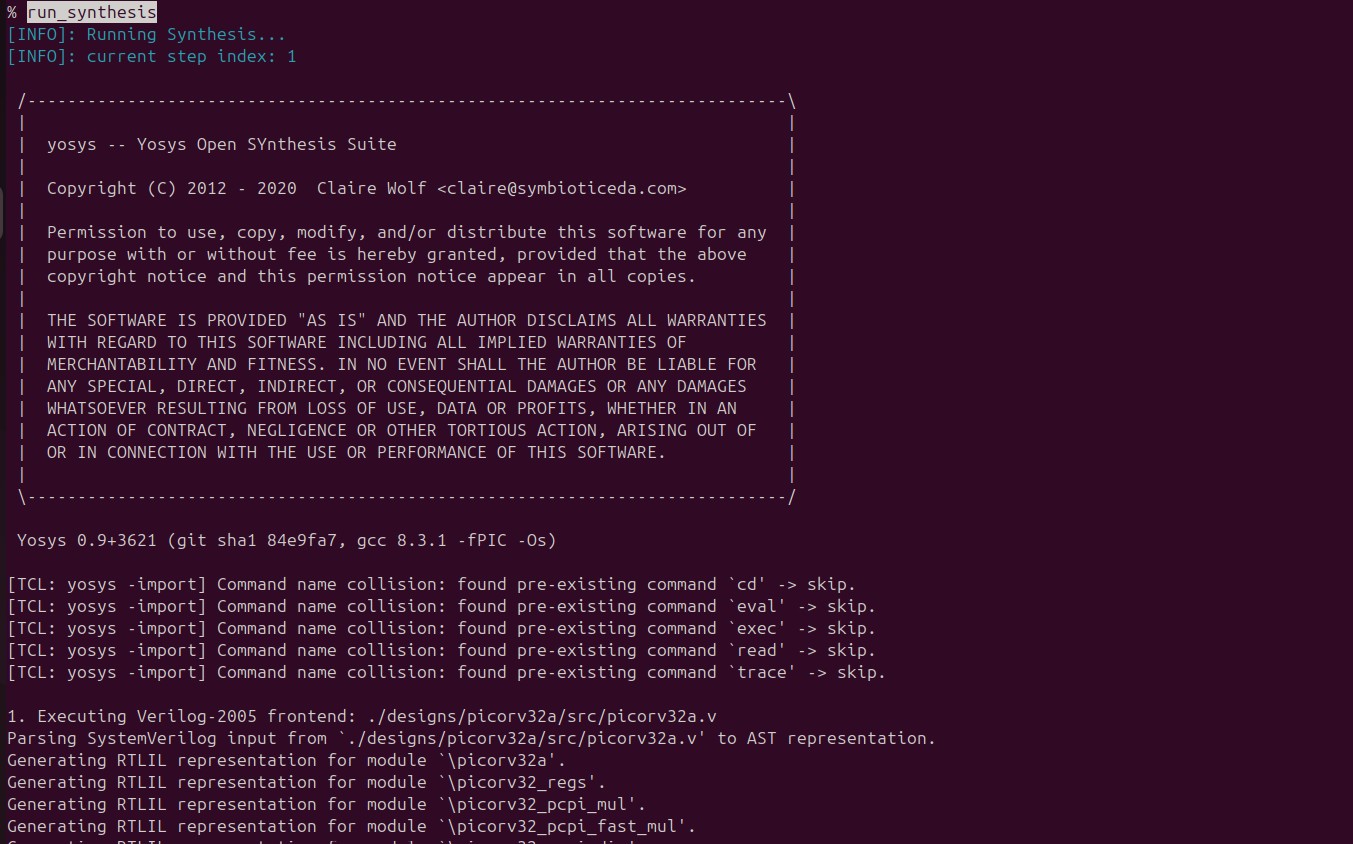 % run_synthesis
[INFO]: Running Synthesis...
[INFO]: current step index: 1
/----------------------------------------------------------------------------\
|                                                                            |
|  yosys -- Yosys Open SYnthesis Suite                                       |
|                                                                            |
|  Copyright (C) 2012 - 2020  Claire Wolf <claire@symbioticeda.com>          |
|                                                                            |
|  Permission to use, copy, modify, and/or distribute this software for any  |
|  purpose with or without fee is hereby granted, provided that the above    |
|  copyright notice and this permission notice appear in all copies.         |
|                                                                            |
|  THE SOFTWARE IS PROVIDED "AS IS" AND THE AUTHOR DISCLAIMS ALL WARRANTIES  |
|  WITH REGARD TO THIS SOFTWARE INCLUDING ALL IMPLIED WARRANTIES OF          |
|  MERCHANTABILITY AND FITNESS. IN NO EVENT SHALL THE AUTHOR BE LIABLE FOR   |
|  ANY SPECIAL, DIRECT, INDIRECT, OR CONSEQUENTIAL DAMAGES OR ANY DAMAGES    |
|  WHATSOEVER RESULTING FROM LOSS OF USE, DATA OR PROFITS, WHETHER IN AN     |
|  ACTION OF CONTRACT, NEGLIGENCE OR OTHER TORTIOUS ACTION, ARISING OUT OF   |
|  OR IN CONNECTION WITH THE USE OR PERFORMANCE OF THIS SOFTWARE.            |
|                                                                            |
\----------------------------------------------------------------------------/
Yosys 0.9+3621 (git sha1 84e9fa7, gcc 8.3.1 -fPIC -Os)
[TCL: yosys -import] Command name collision: found pre-existing command `cd' -> skip.
[TCL: yosys -import] Command name collision: found pre-existing command `eval' -> skip.
[TCL: yosys -import] Command name collision: found pre-existing command `exec' -> skip.
[TCL: yosys -import] Command name collision: found pre-existing command `read' -> skip.
[TCL: yosys -import] Command name collision: found pre-existing command `trace' -> skip.
1. Executing Verilog-2005 frontend: ./designs/picorv32a/src/picorv32a.v
Parsing SystemVerilog input from `./designs/picorv32a/src/picorv32a.v' to AST representation.
Generating RTLIL representation for module `\picorv32a'.
Generating RTLIL representation for module `\picorv32_regs'.
Generating RTLIL representation for module `\picorv32_pcpi_mul'.
Generating RTLIL representation for module `\picorv32_pcpi_fast_mul'.